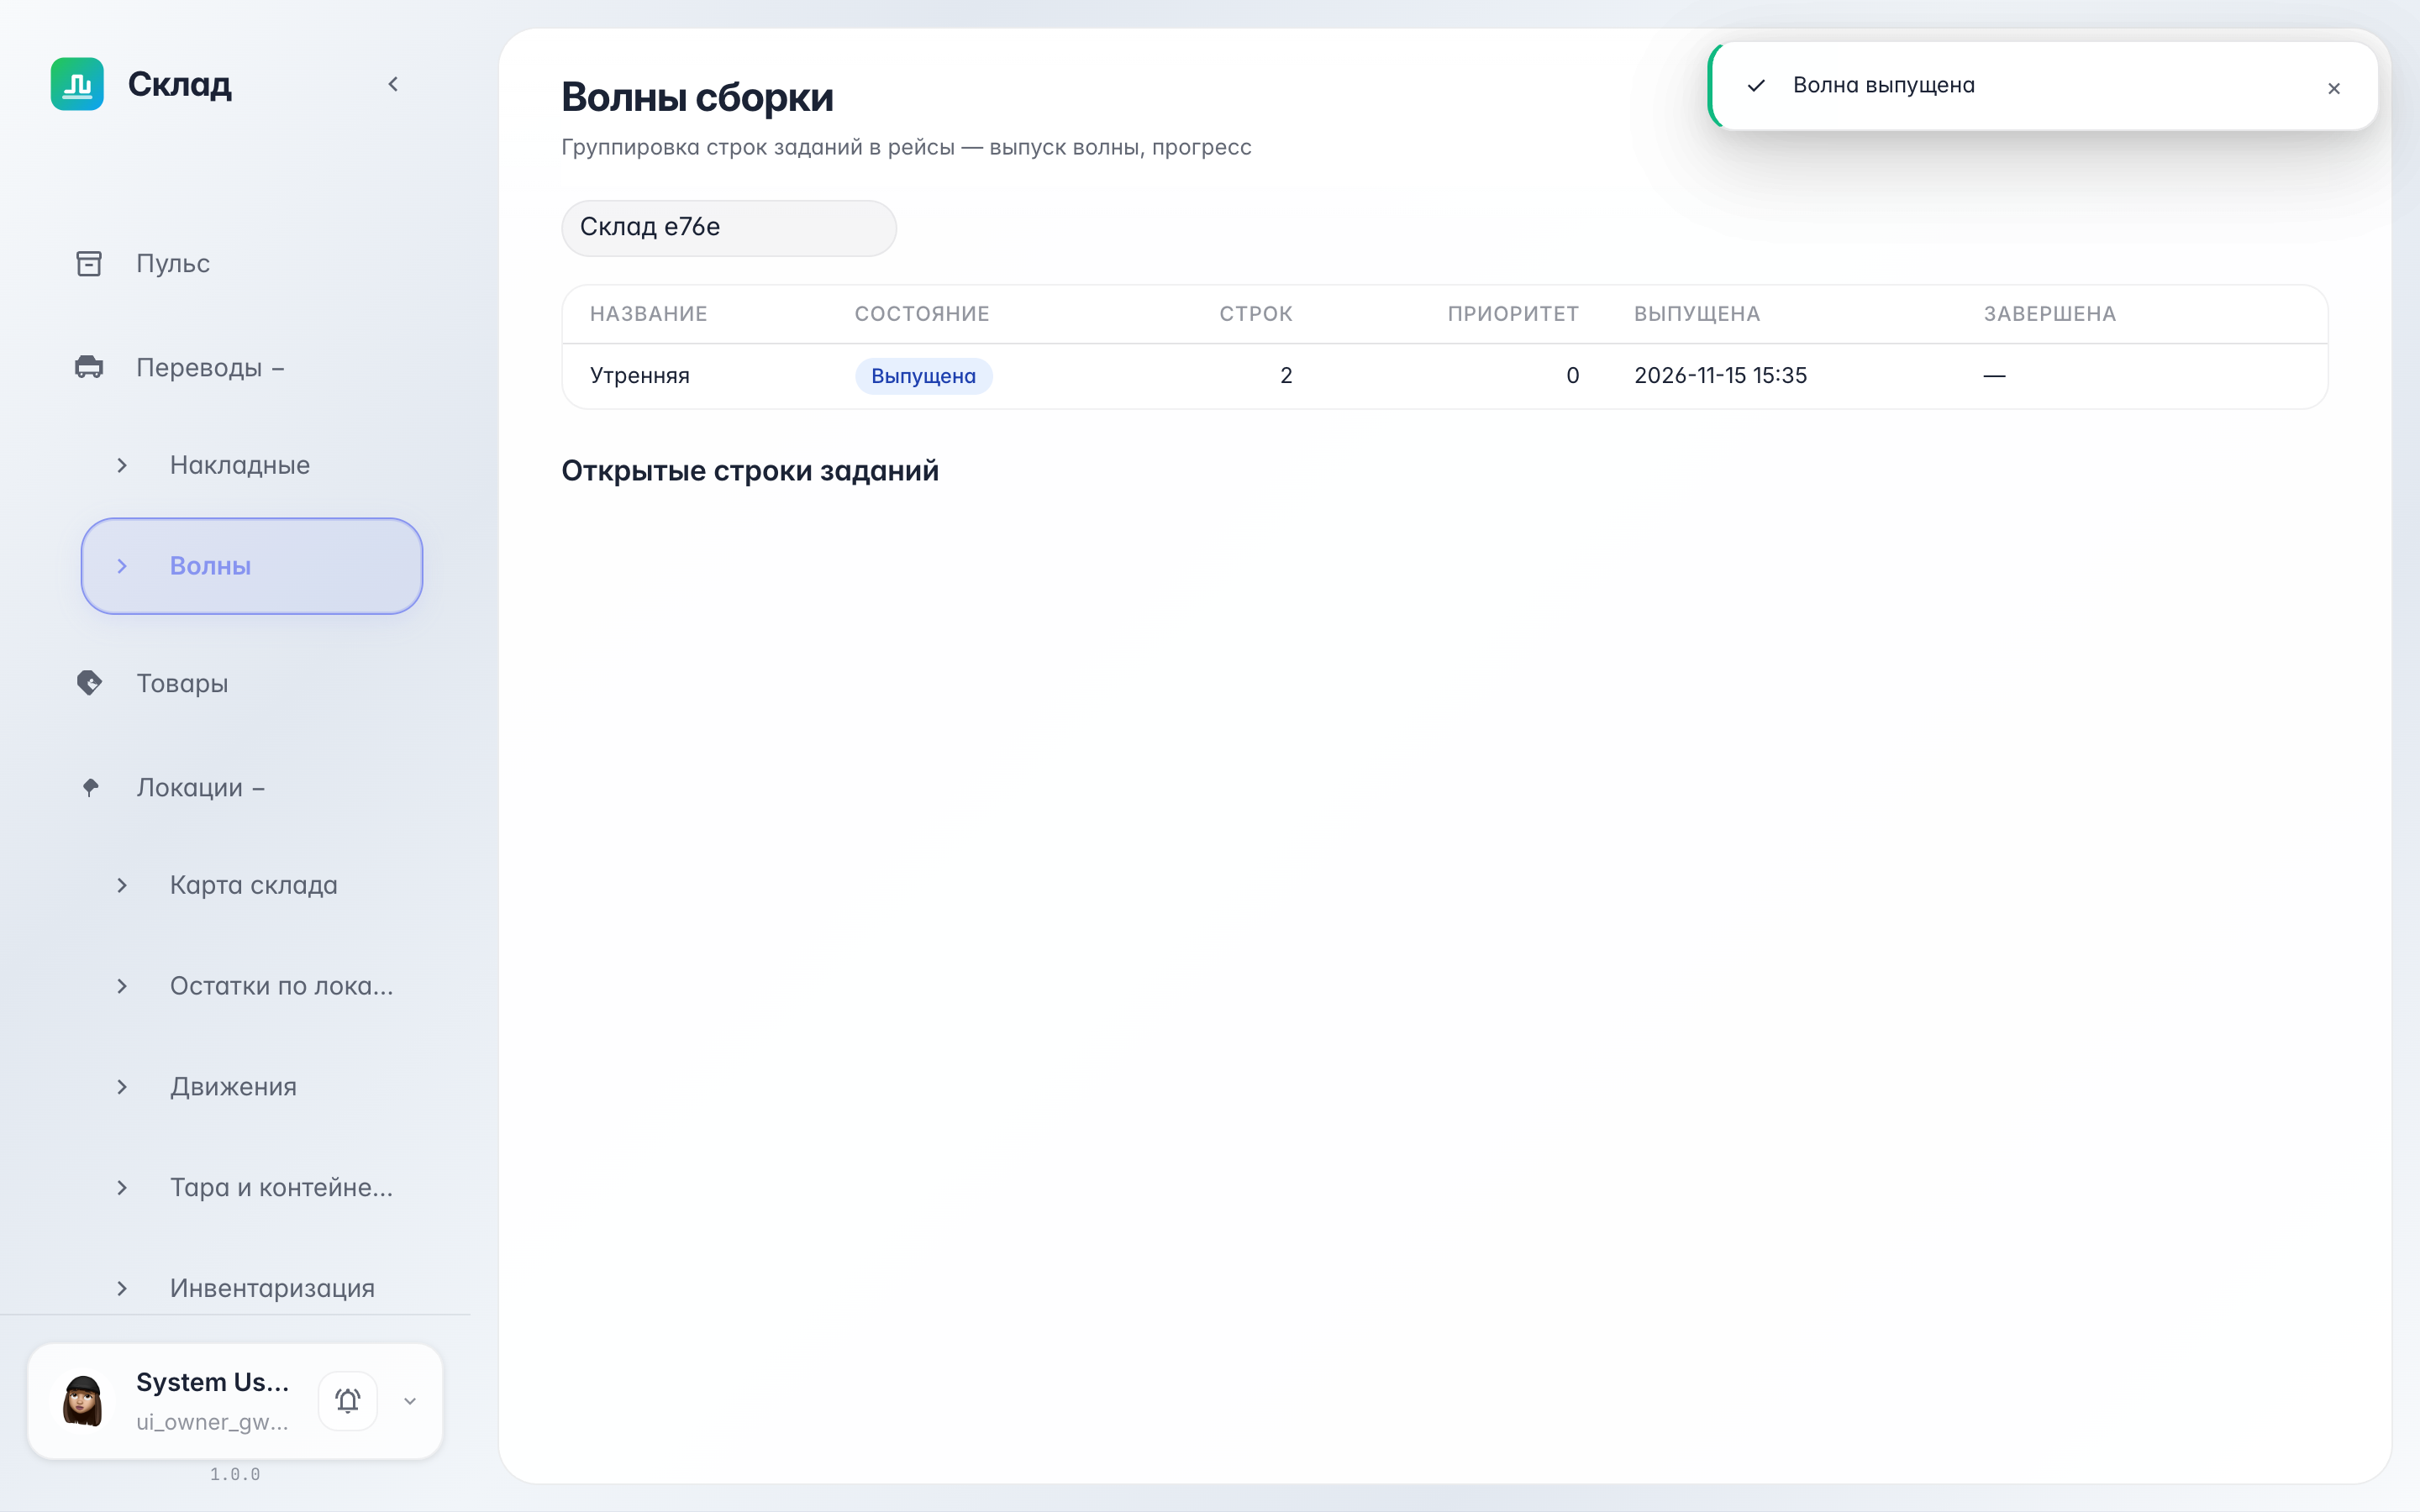 Склад
Пульс
Переводы –
Накладные
Волны
Товары
Локации –
Карта склада
Остатки по лока...
Движения
Тара и контейне...
Инвентаризация
System Us...
ui_owner_gw...
1.0.0
Волны сборки
Группировка строк заданий в рейсы — выпуск волны, прогресс
Волна выпущена
Склад e76e
НАЗВАНИЕ СОСТОЯНИЕ СТРОК ПРИОРИТЕТ ВЫПУЩЕНА ЗАВЕРШЕНА
Утренняя Выпущена 2 0 2026-11-15 15:35 —
Открытые строки заданий